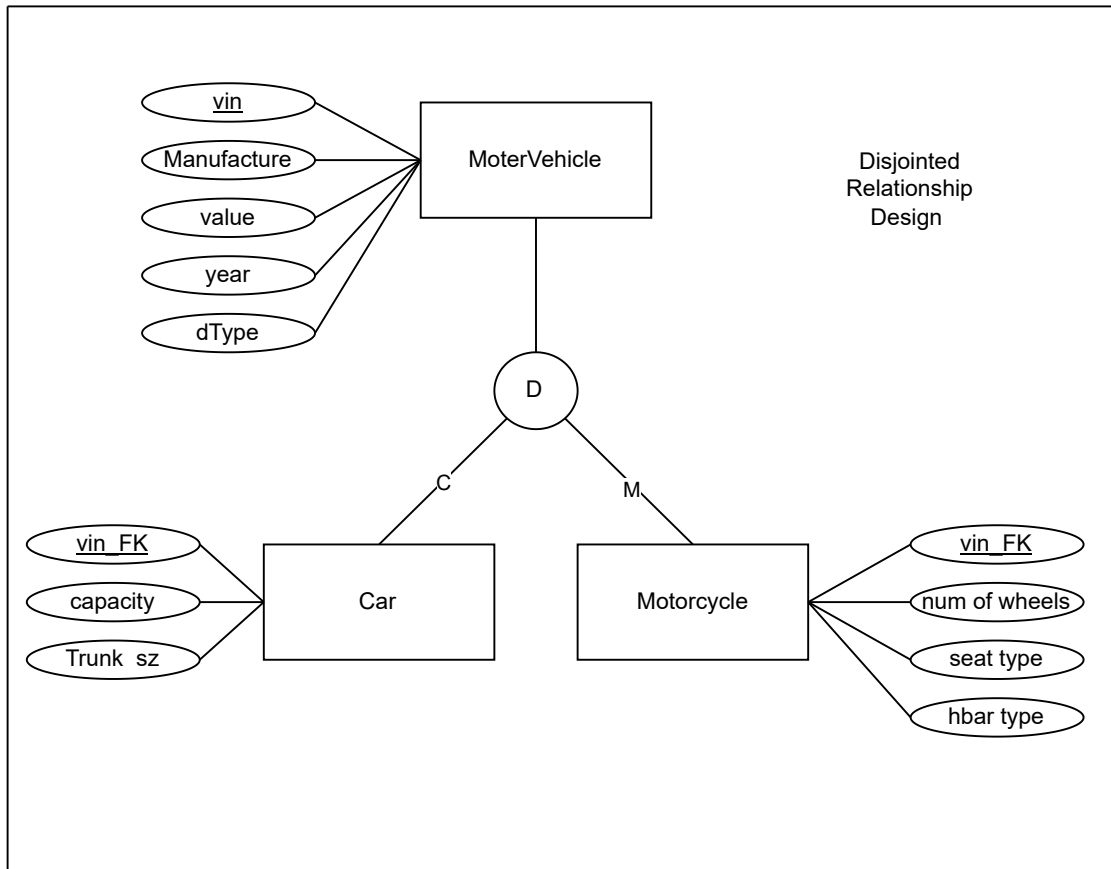 vin
Manufacture
value
year
dType
MoterVehicle
Disjointed
Relationship
Design
D
C
M
vin_FK
capacity
Trunk sz
Car
Motorcycle
vin_FK
num of wheels
seat type
hbar type